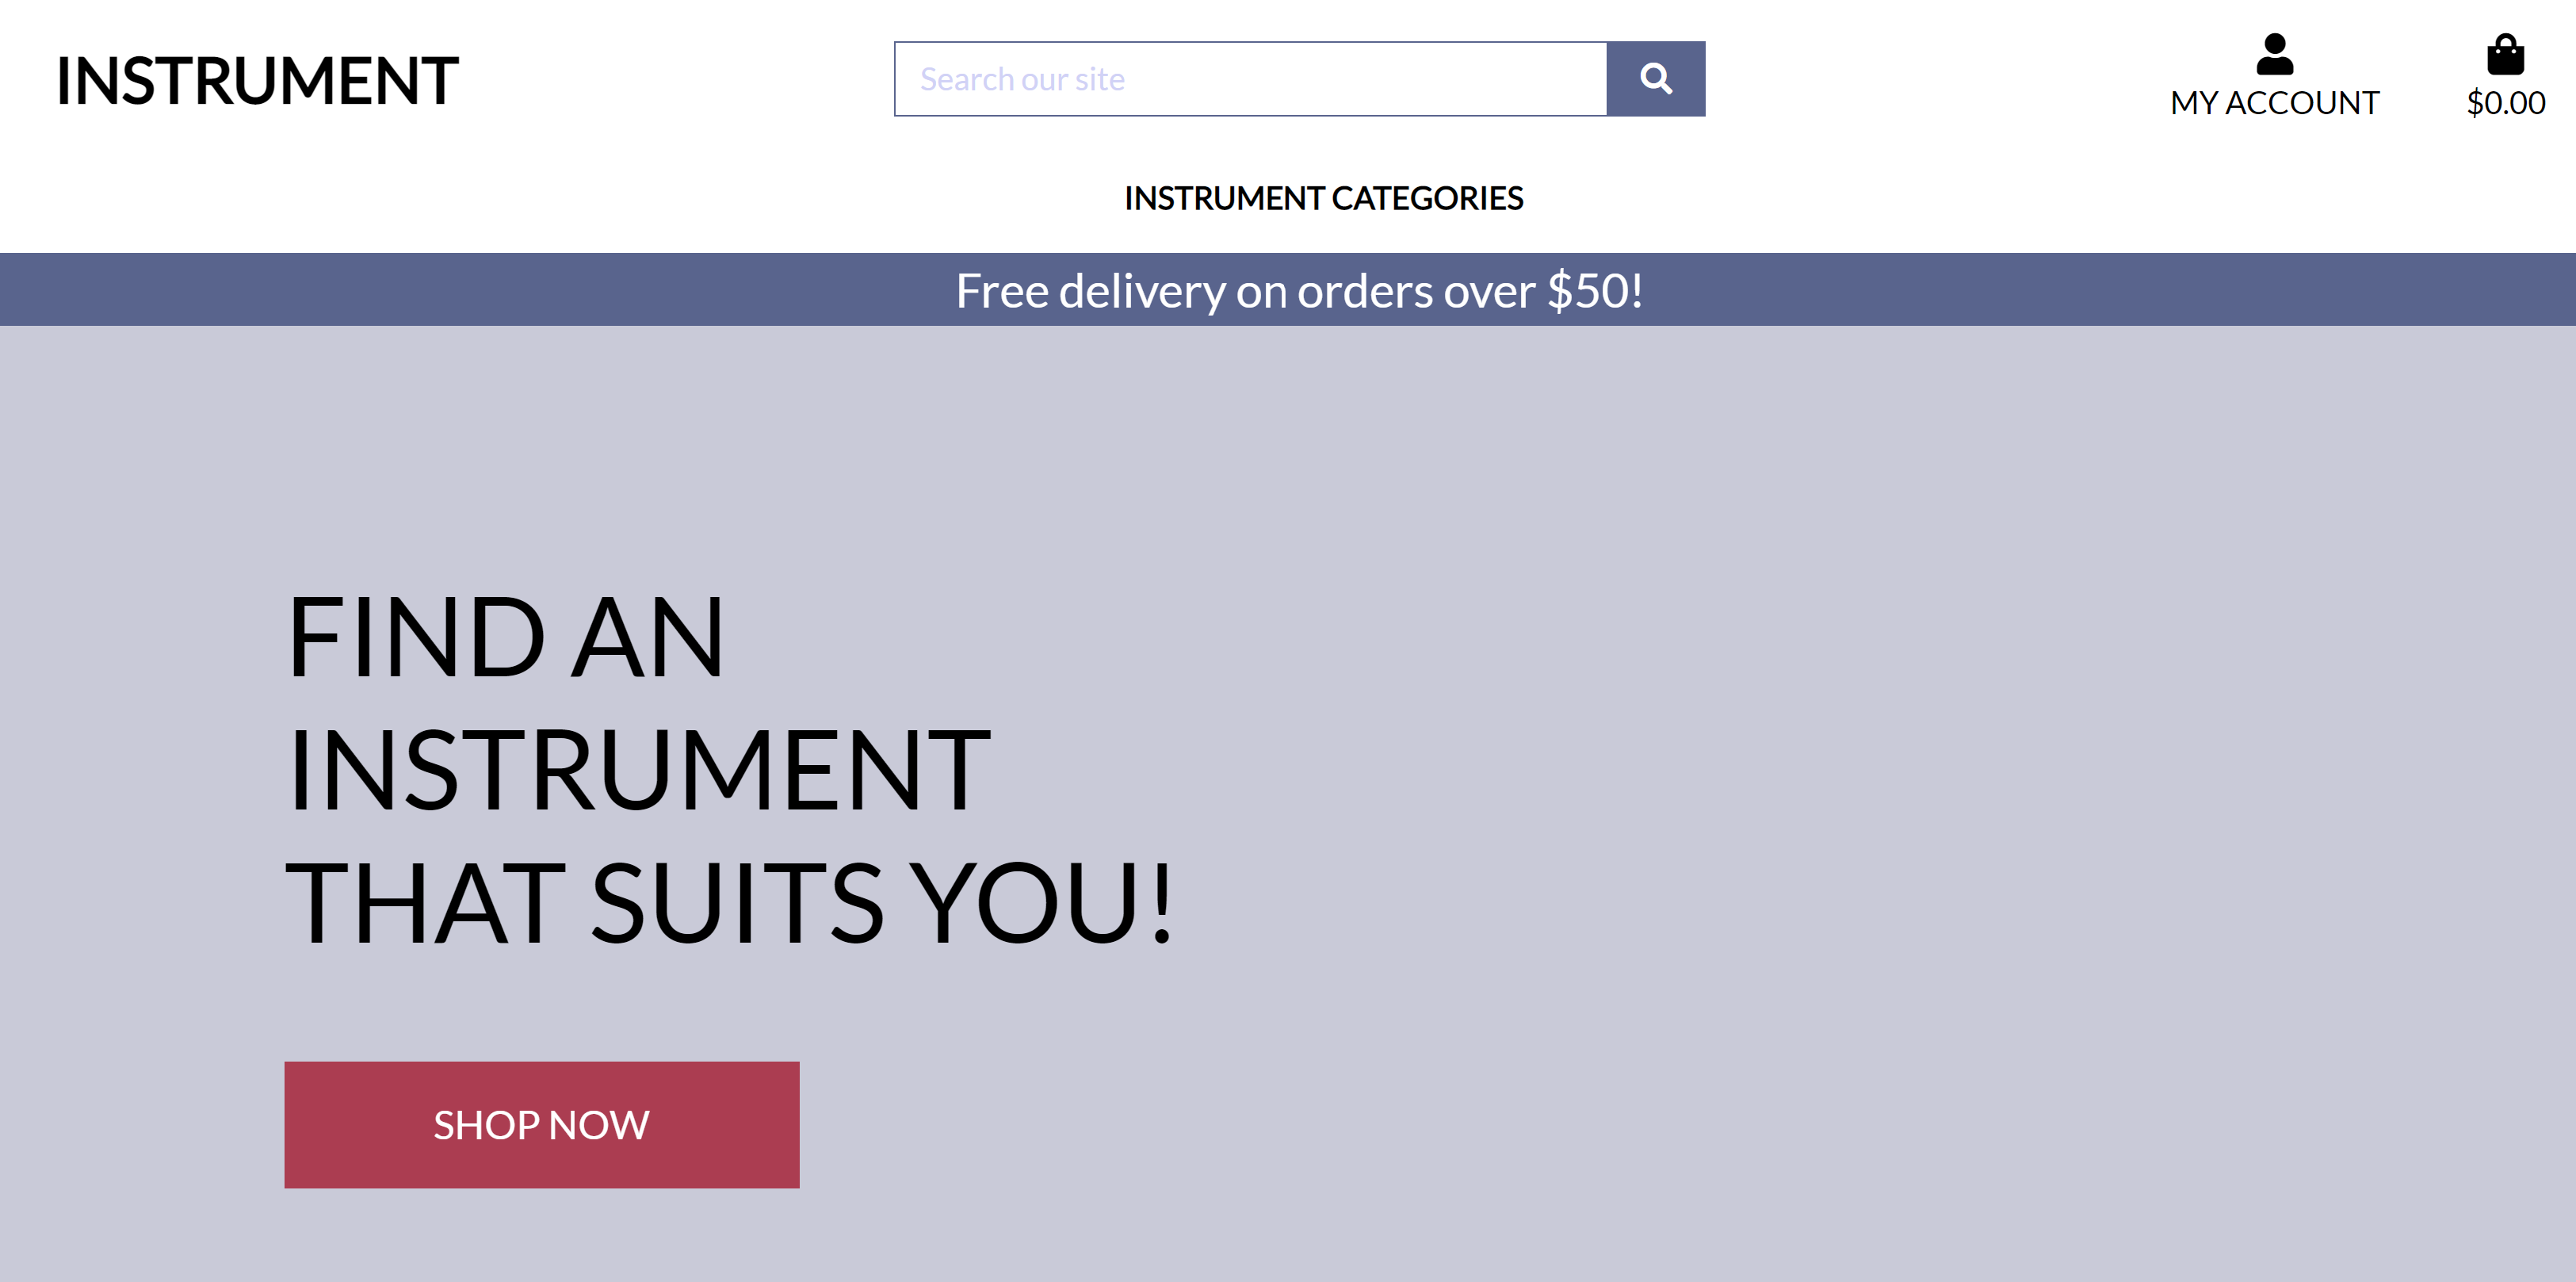 INSTRUMENT
Search our site
MY ACCOUNT
$0.00
INSTRUMENT CATEGORIES
Free delivery on orders over $50!
FIND AN
INSTRUMENT
THAT SUITS YOU!
SHOP NOW